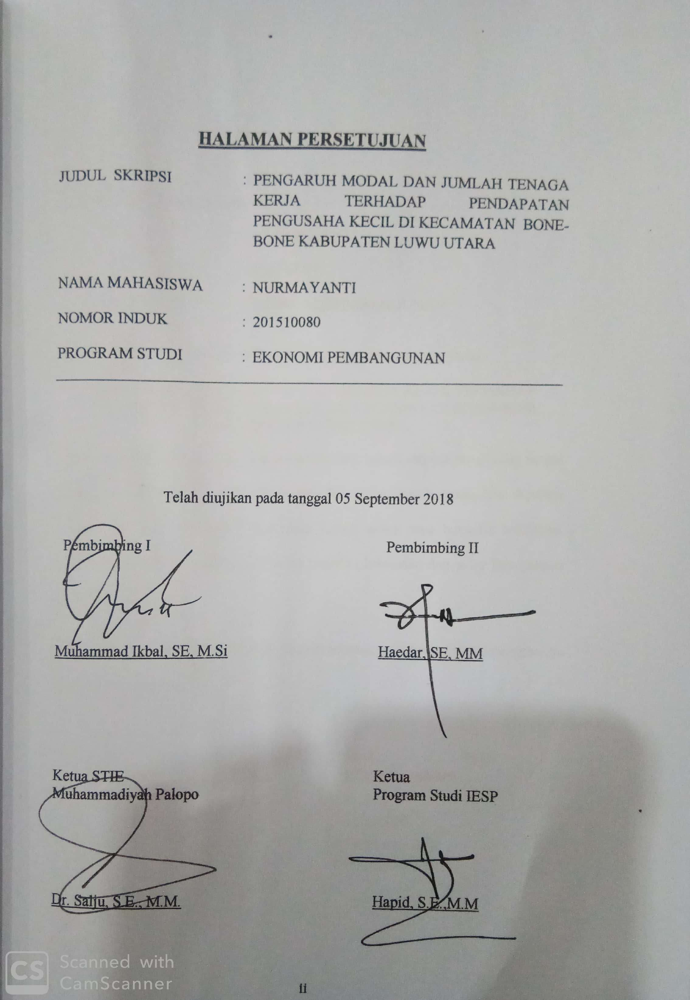 HALAMAN PERSETUJUAN
JUDUL SKRIPSI : PENGARUH MODAL DAN JUMLAH TENAGA
KERJA TERHADAP PENDAPATAN
PENGUSAHA KECIL DI KECAMATAN BONE-
BONE KABUPATEN LUWU UTARA
NAMA MAHASISWA : NURMAYANTI
NOMOR INDUK : 201510080
PROGRAM STUDI : EKONOMI PEMBANGUNAN
Telah diujikan pada tanggal 05 September 2018
Pembimbing I Pembimbing II
Muhammad Ikbal, SE, M.Si Haedar, SE, MM
Ketua STIE Ketua
Muhammadiyah Palopo Program Studi IESP
Dr. Salju, S.E., M.M. Hapid, S.E.,M.M
CS Scanned with
CamScanner
ii